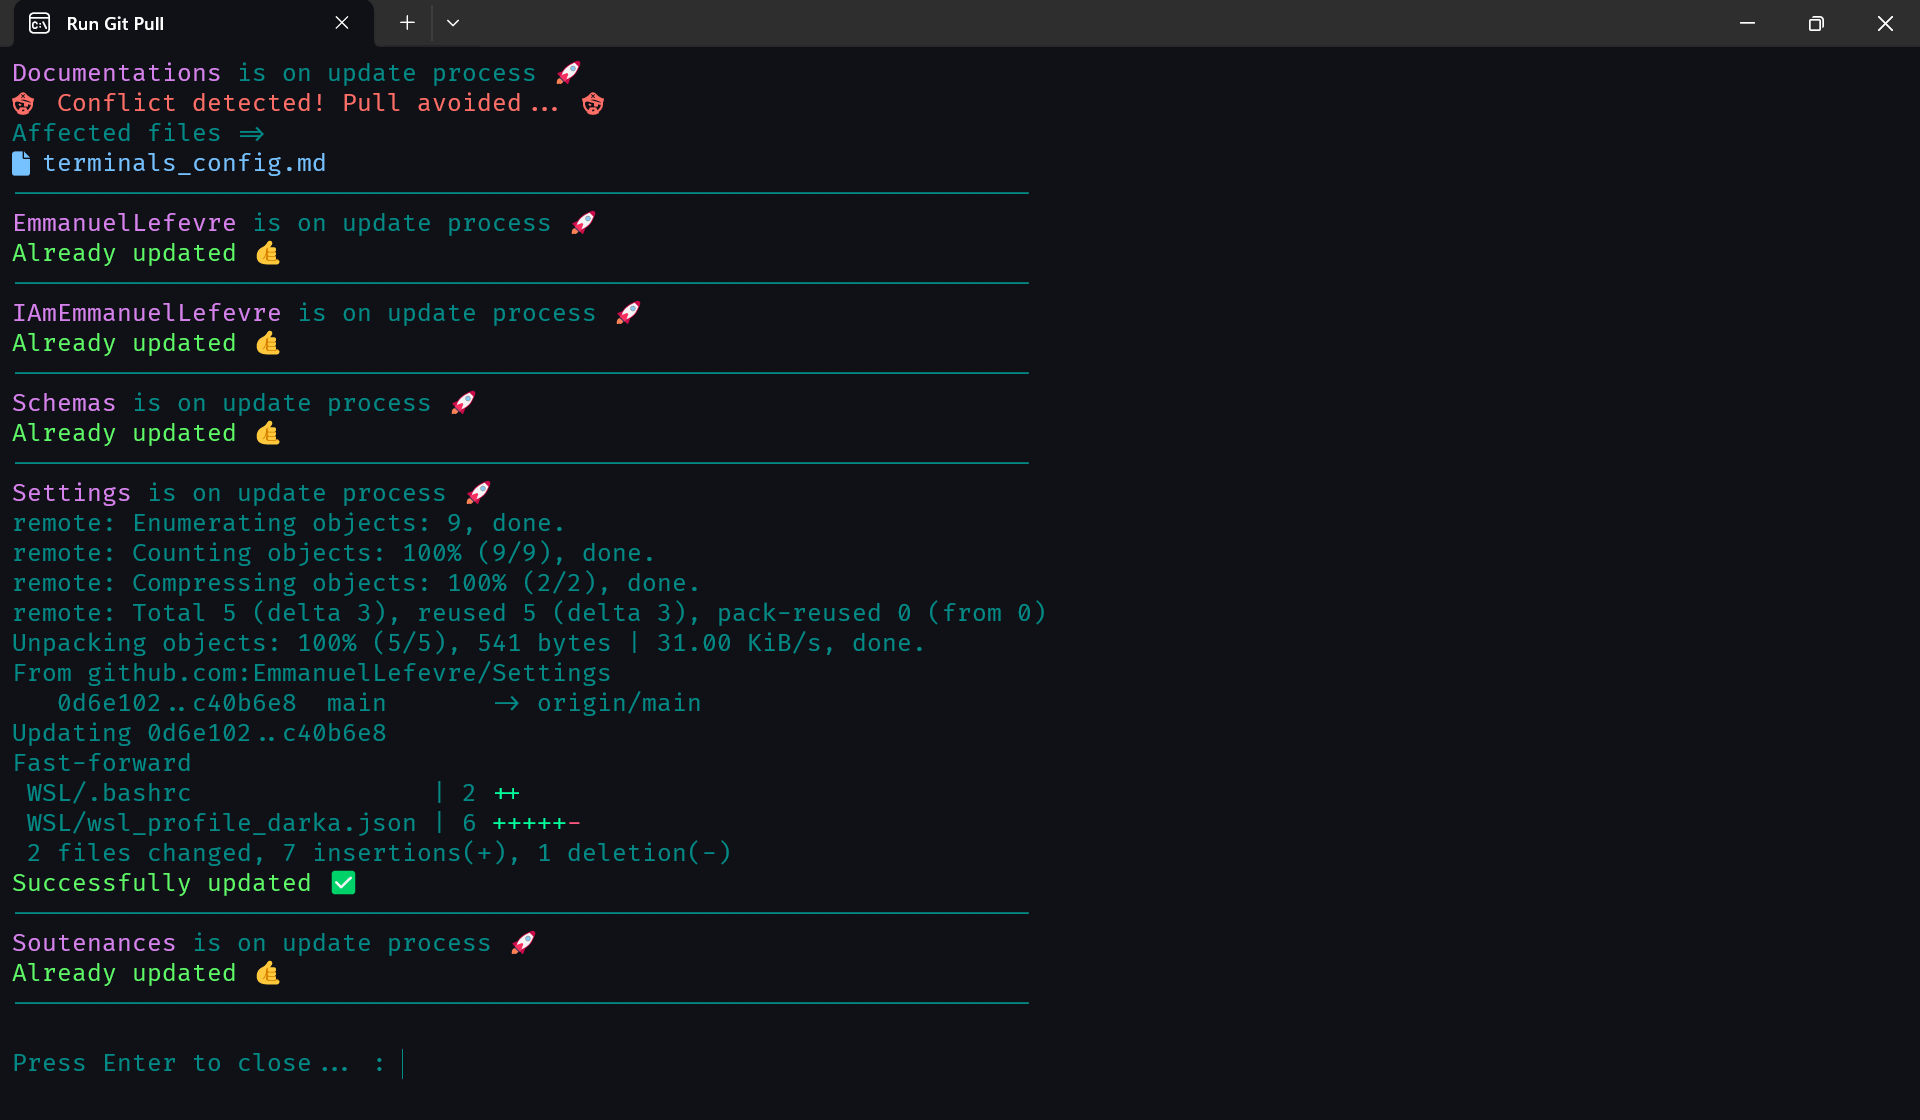 Run Git Pull
Documentations is on update process 🚀
Conflict detected! Pull avoided...
Affected files =>
terminals_config.md
EmmanuelLefevre is on update process 🚀
Already updated 👍
IAmEmmanuelLefevre is on update process 🚀
Already updated 👍
Schemas is on update process 🚀
Already updated 👍
Settings is on update process 🚀
remote: Enumerating objects: 9, done.
remote: Counting objects: 100% (9/9), done.
remote: Compressing objects: 100% (2/2), done.
remote: Total 5 (delta 3), reused 5 (delta 3), pack-reused 0 (from 0)
Unpacking objects: 100% (5/5), 541 bytes | 31.00 KiB/s, done.
From github.com:EmmanuelLefevre/Settings
   0d6e102..c40b6e8  main       -> origin/main
Updating 0d6e102..c40b6e8
Fast-forward
 WSL/.bashrc                | 2 ++
 WSL/wsl_profile_darka.json | 6 +++++-
 2 files changed, 7 insertions(+), 1 deletion(-)
Successfully updated ✅
Soutenances is on update process 🚀
Already updated 👍
Press Enter to close... :